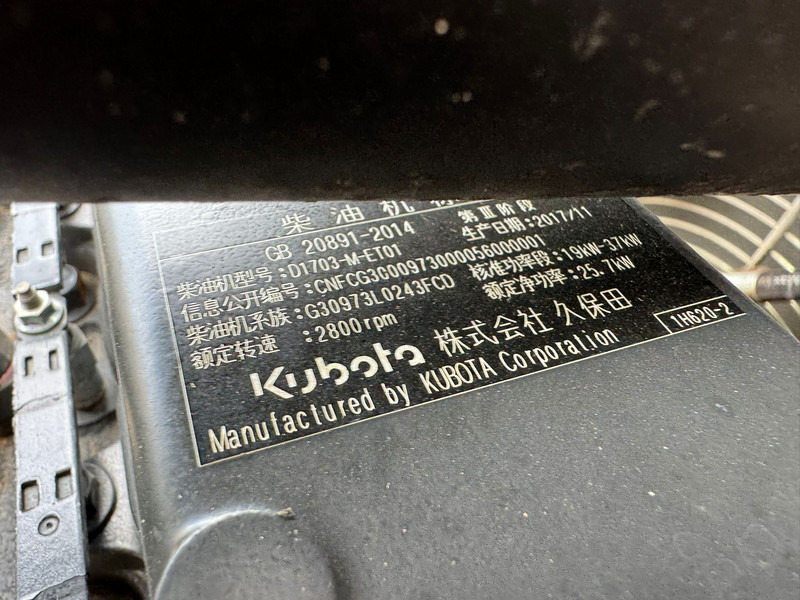 柴油机标
GB 20891-2014 第Ⅲ阶段
柴油机型号:D1703-M-ET01 生产日期:2017/11
信息公开编号:CNFCG3G00973000056000001
柴油机系族:G30973L0243FCD 核准功率段:19kW-37kW
额定转速:2800rpm 额定净功率:25.7kW
Kubota 株式会社 久保田
Manufactured by KUBOTA Corporation
1H620-2